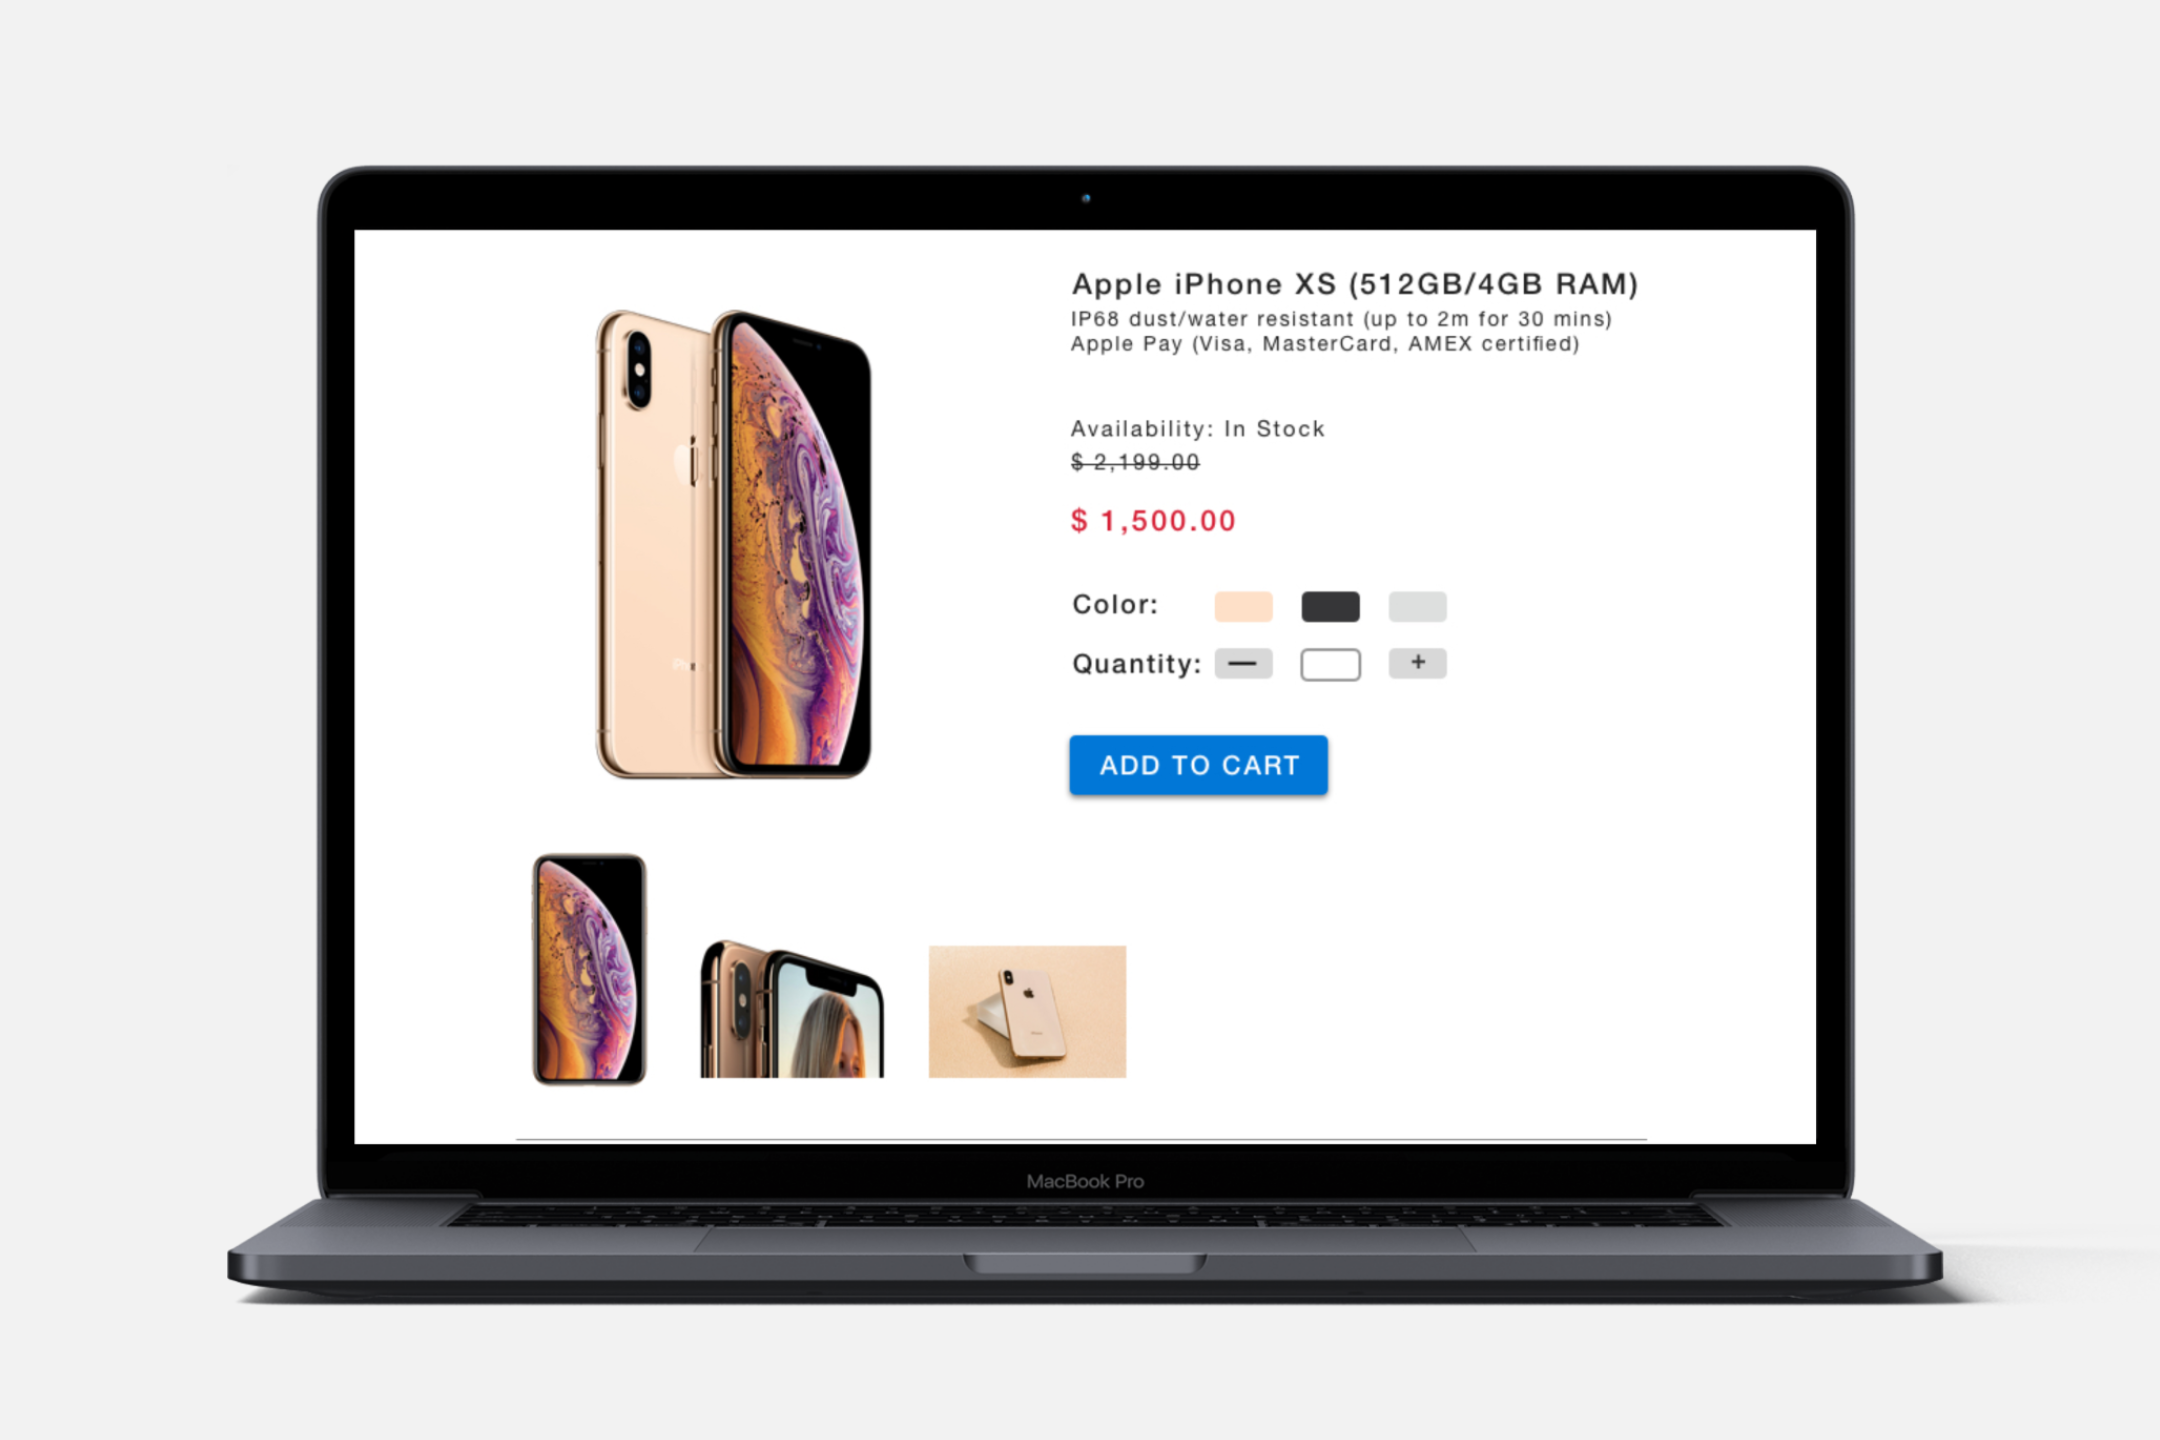 Apple iPhone XS (512GB/4GB RAM)
IP68 dust/water resistant (up to 2m for 30 mins)
Apple Pay (Visa, MasterCard, AMEX certified)
Availability: In Stock
$ 2,199.00
$ 1,500.00
Color:
Quantity: — +
ADD TO CART
MacBook Pro